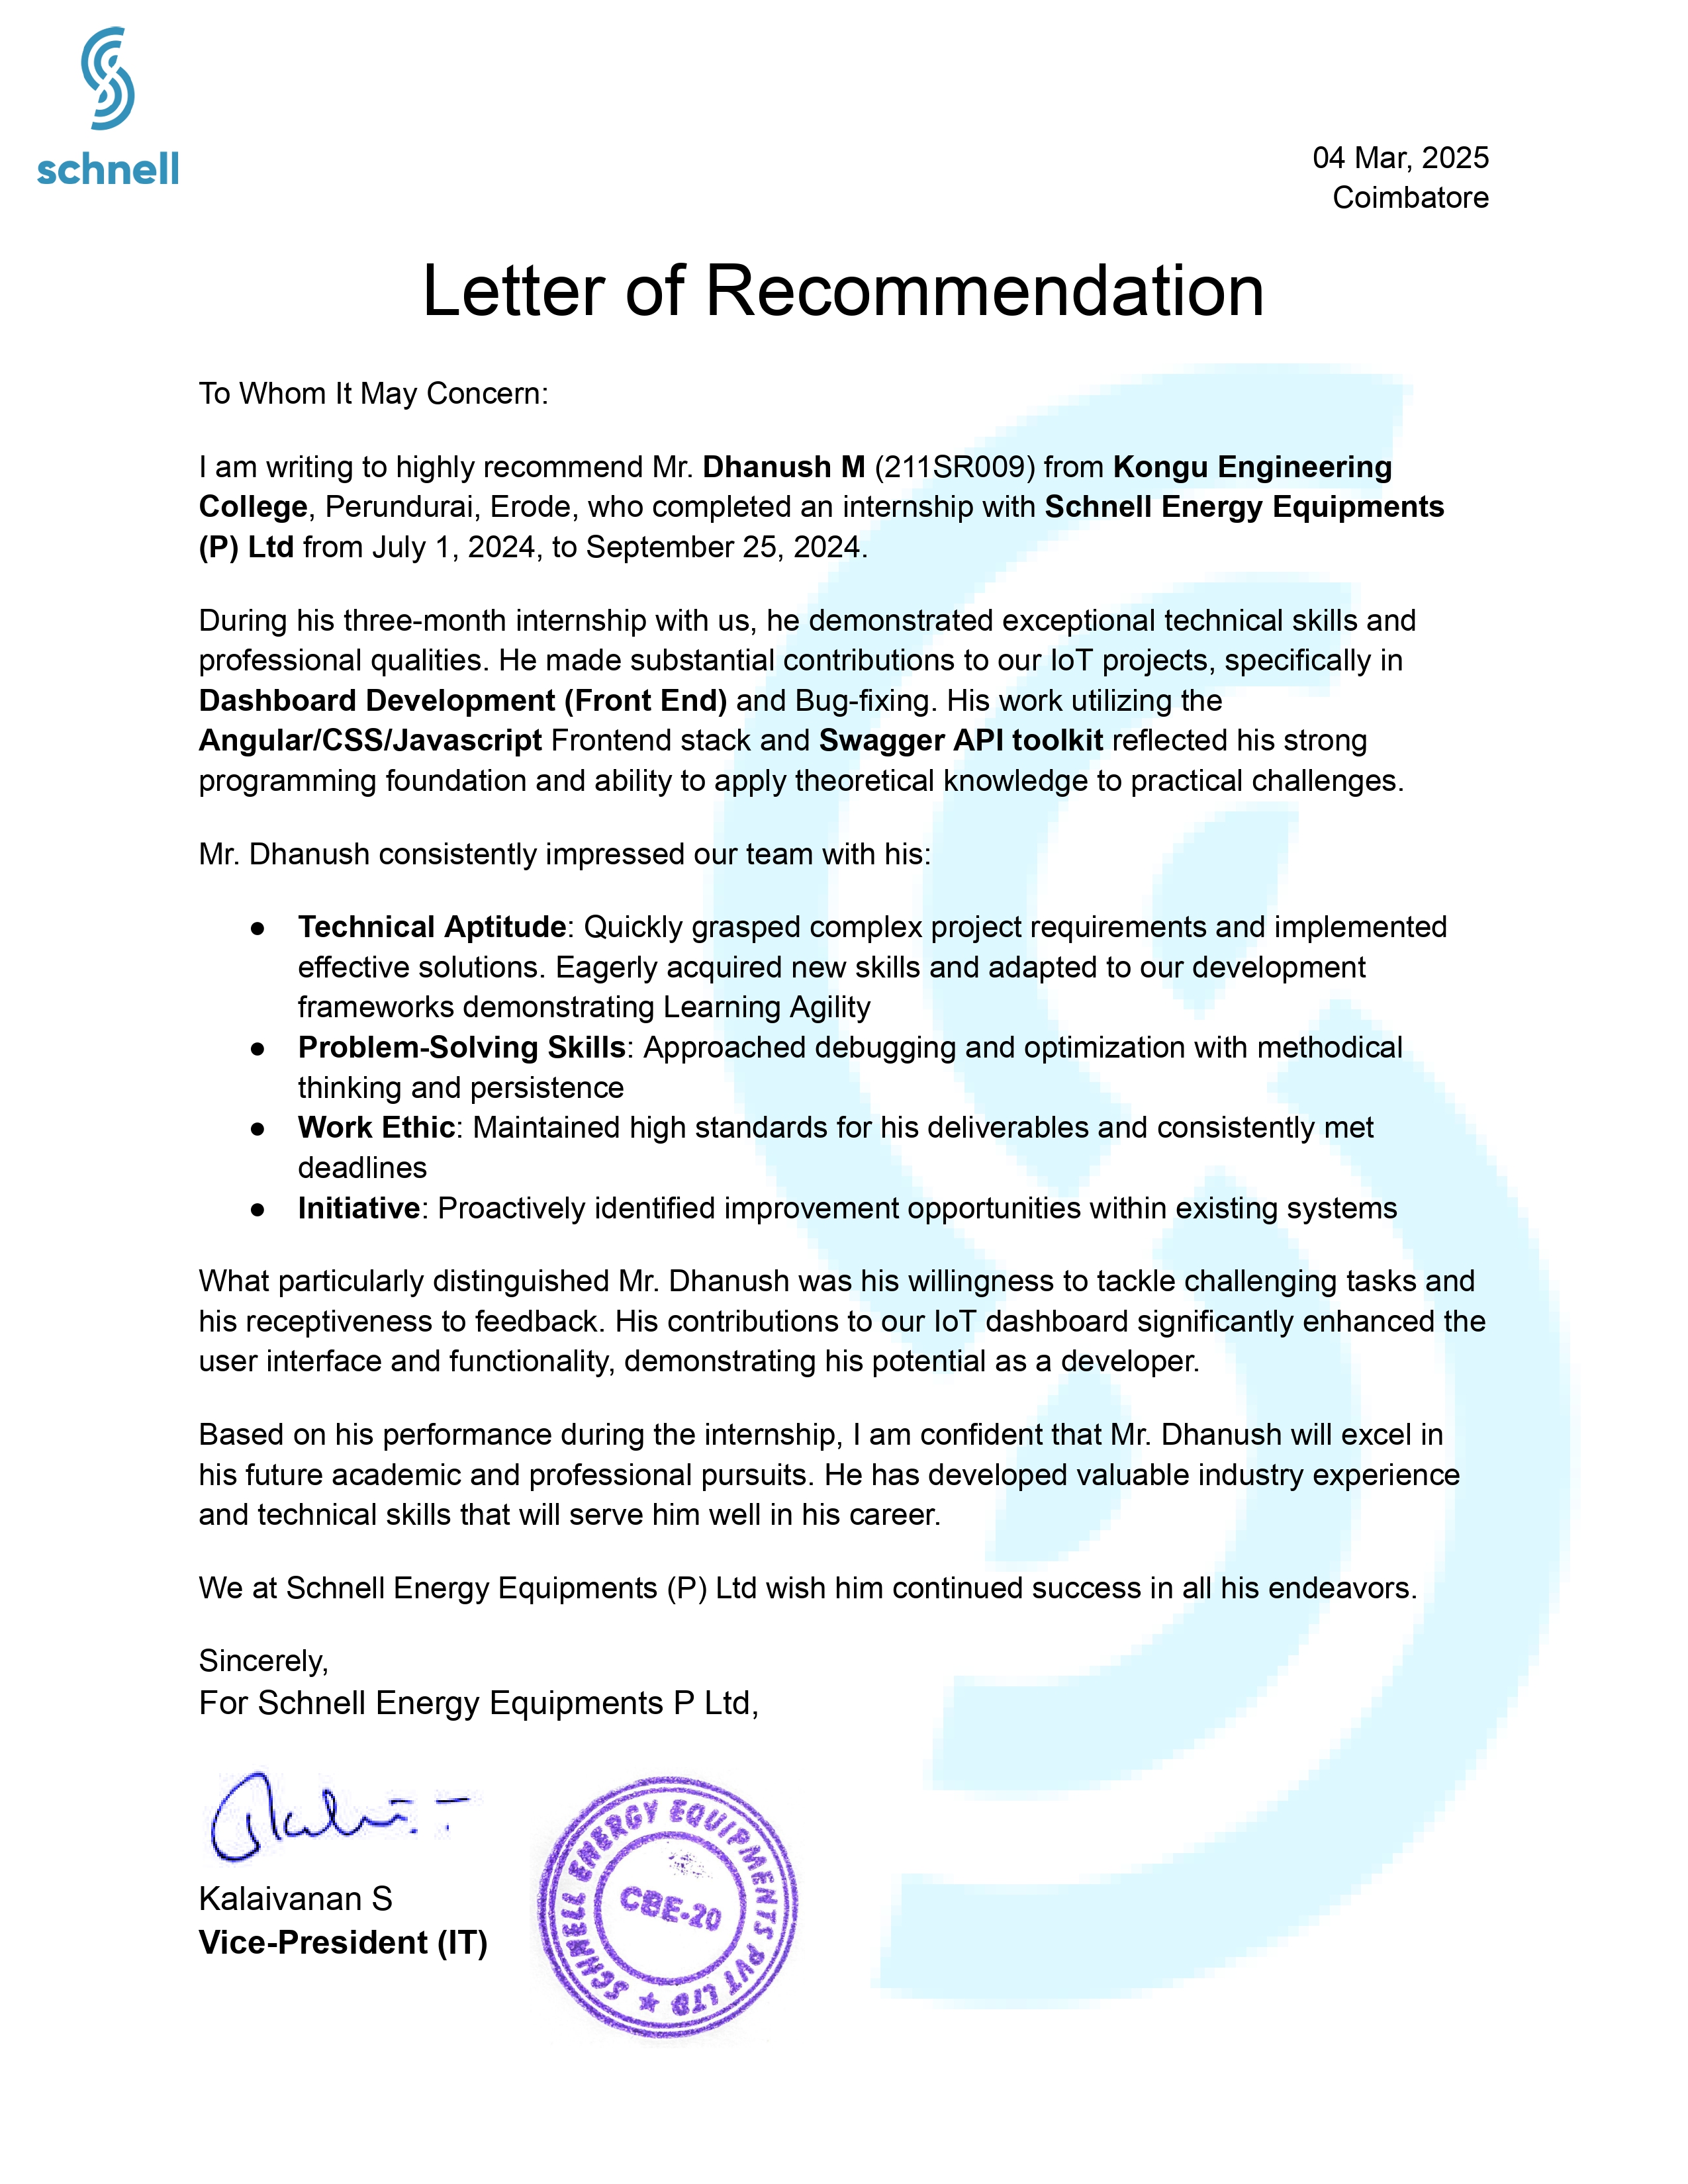 schnell
04 Mar, 2025
Coimbatore
Letter of Recommendation
To Whom It May Concern:
I am writing to highly recommend Mr. Dhanush M (211SR009) from Kongu Engineering
College, Perundurai, Erode, who completed an internship with Schnell Energy Equipments
(P) Ltd from July 1, 2024, to September 25, 2024.
During his three-month internship with us, he demonstrated exceptional technical skills and
professional qualities. He made substantial contributions to our IoT projects, specifically in
Dashboard Development (Front End) and Bug-fixing. His work utilizing the
Angular/CSS/Javascript Frontend stack and Swagger API toolkit reflected his strong
programming foundation and ability to apply theoretical knowledge to practical challenges.
Mr. Dhanush consistently impressed our team with his:
● Technical Aptitude: Quickly grasped complex project requirements and implemented
effective solutions. Eagerly acquired new skills and adapted to our development
frameworks demonstrating Learning Agility
● Problem-Solving Skills: Approached debugging and optimization with methodical
thinking and persistence
● Work Ethic: Maintained high standards for his deliverables and consistently met
deadlines
● Initiative: Proactively identified improvement opportunities within existing systems
What particularly distinguished Mr. Dhanush was his willingness to tackle challenging tasks and
his receptiveness to feedback. His contributions to our IoT dashboard significantly enhanced the
user interface and functionality, demonstrating his potential as a developer.
Based on his performance during the internship, I am confident that Mr. Dhanush will excel in
his future academic and professional pursuits. He has developed valuable industry experience
and technical skills that will serve him well in his career.
We at Schnell Energy Equipments (P) Ltd wish him continued success in all his endeavors.
Sincerely,
For Schnell Energy Equipments P Ltd,
SCHNELL ENERGY EQUIPMENTS PVT LTD ★
CBE-20
Kalaivanan S
Vice-President (IT)